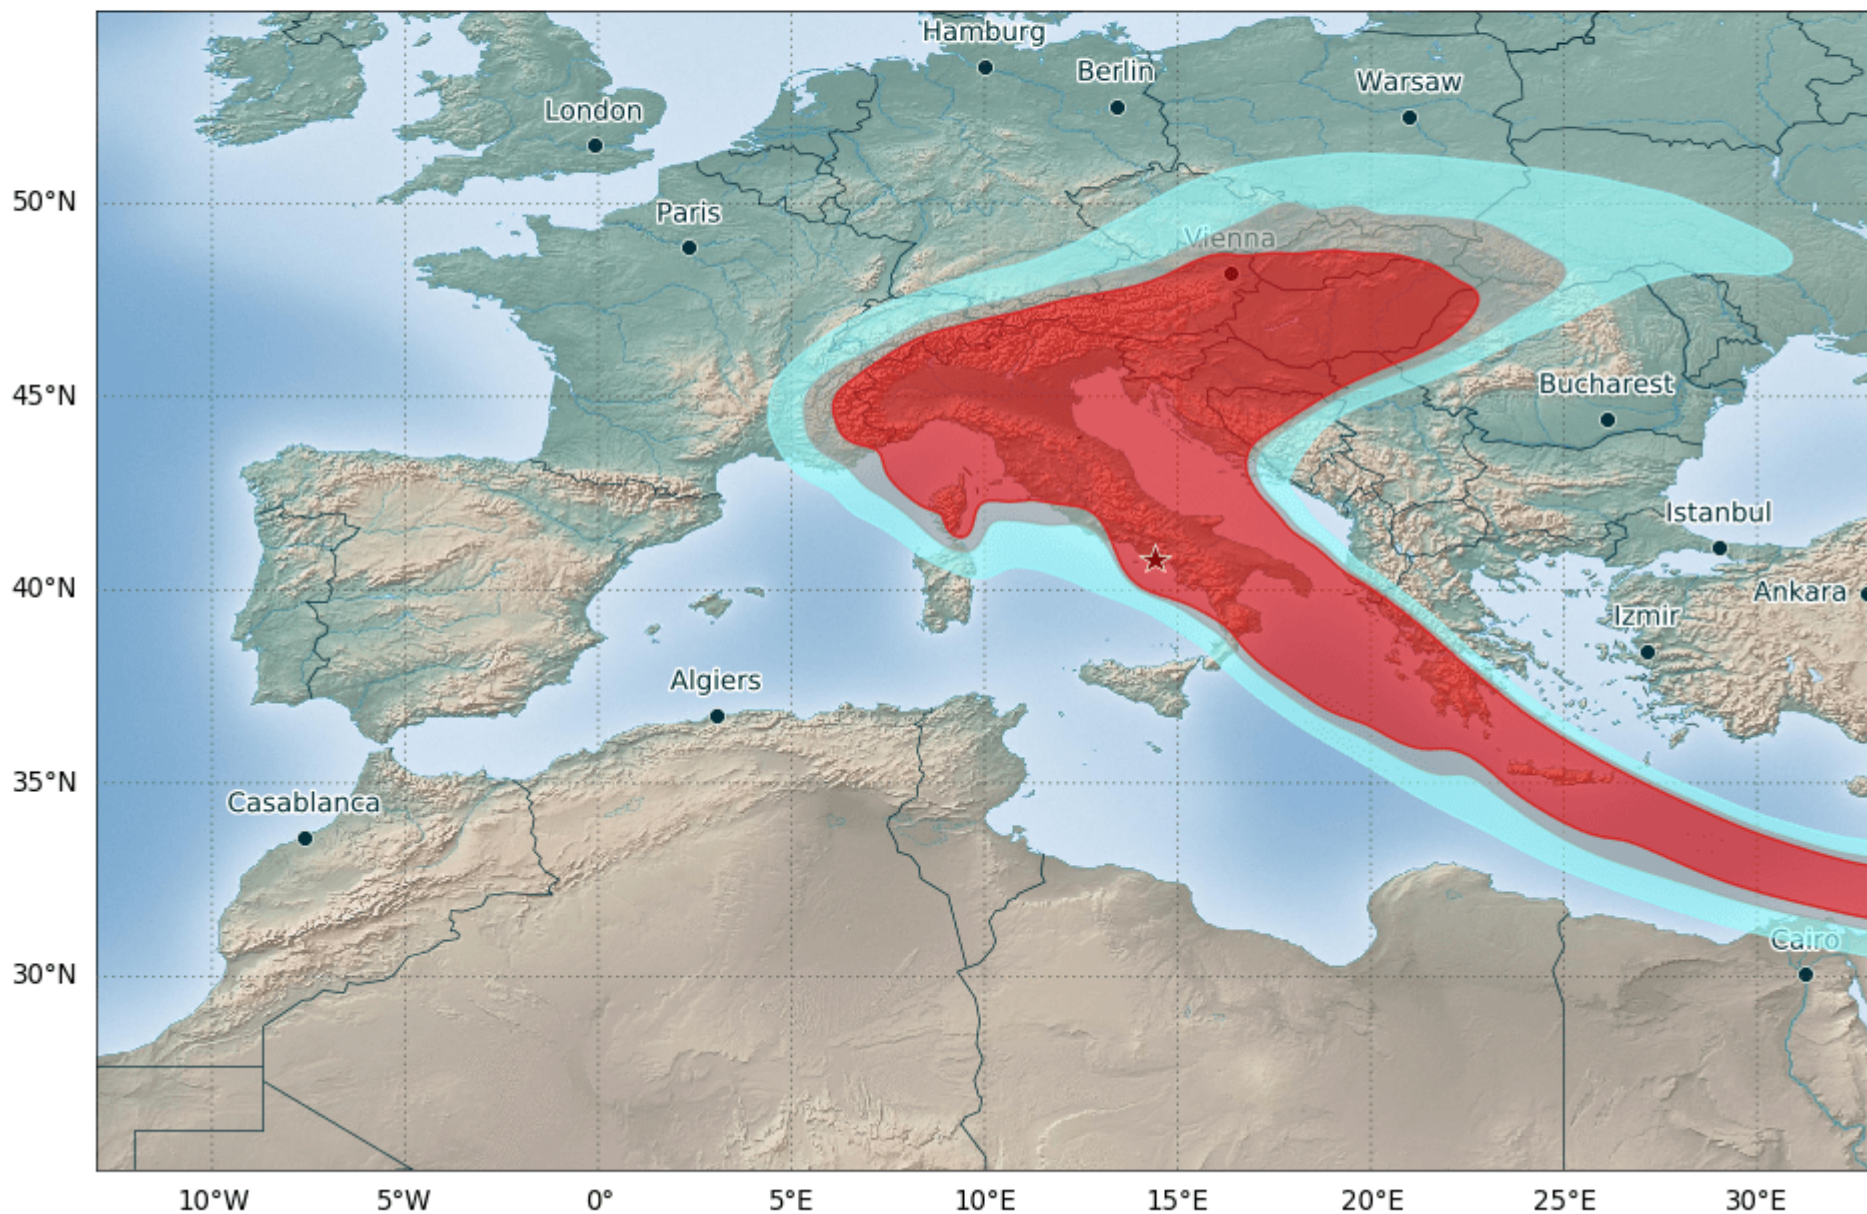 Hamburg
Berlin
Warsaw
London
50°N
Paris
Vienna
45°N
Bucharest
Istanbul
40°N
Ankara
Izmir
Algiers
35°N
Casablanca
Cairo
30°N
10°W 5°W 0° 5°E 10°E 15°E 20°E 25°E 30°E